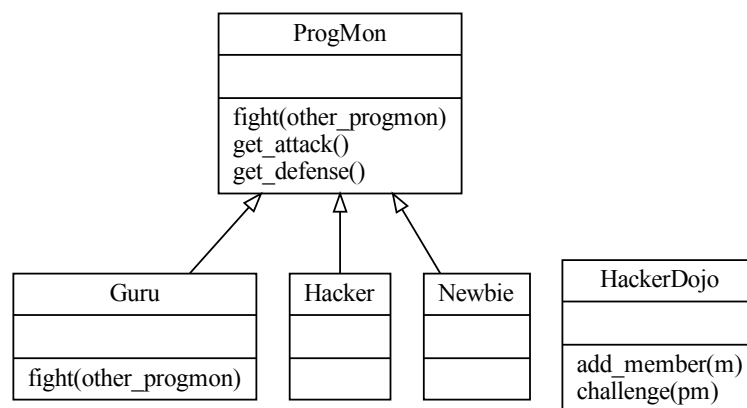 ProgMon
fight(other_progmon)
get_attack()
get_defense()
Guru
fight(other_progmon)
Hacker
Newbie
HackerDojo
add_member(m)
challenge(pm)